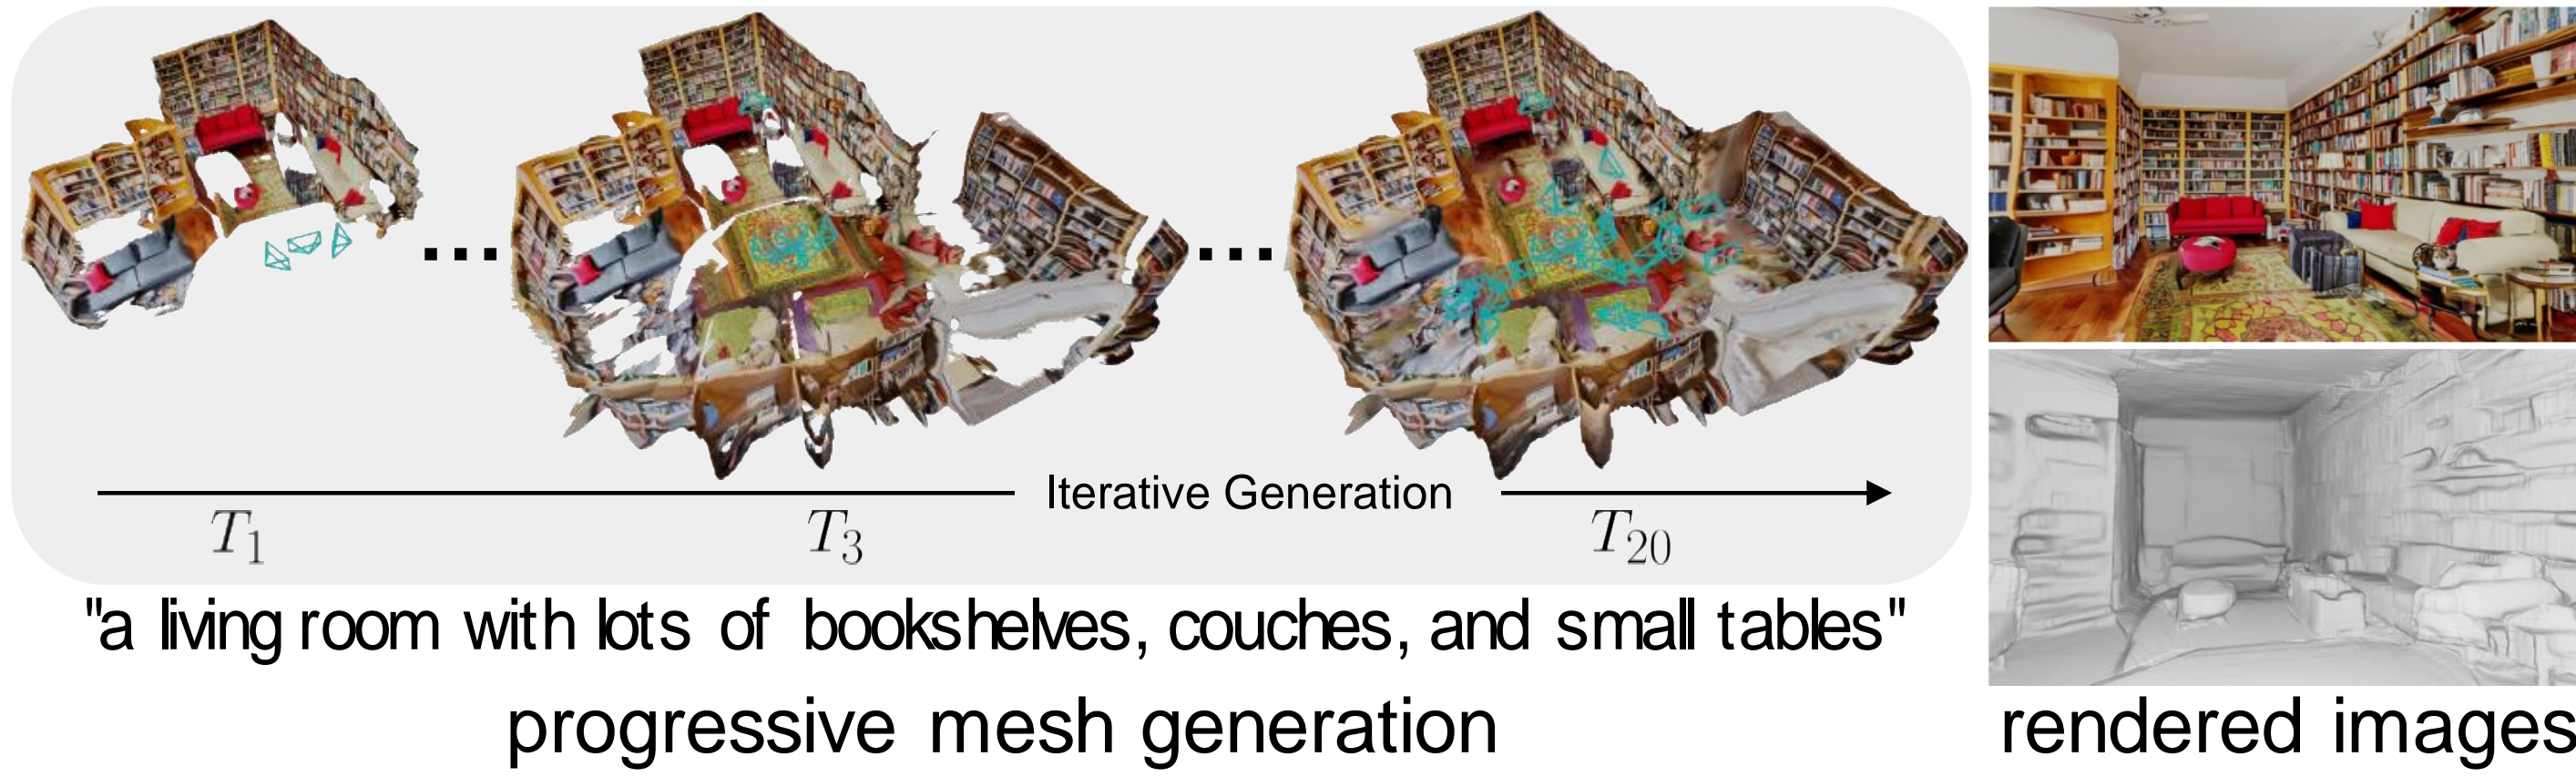 ... ...
Iterative Generation
T₁ T₃ T₂₀
"a living room with lots of bookshelves, couches, and small tables"
progressive mesh generation
rendered images